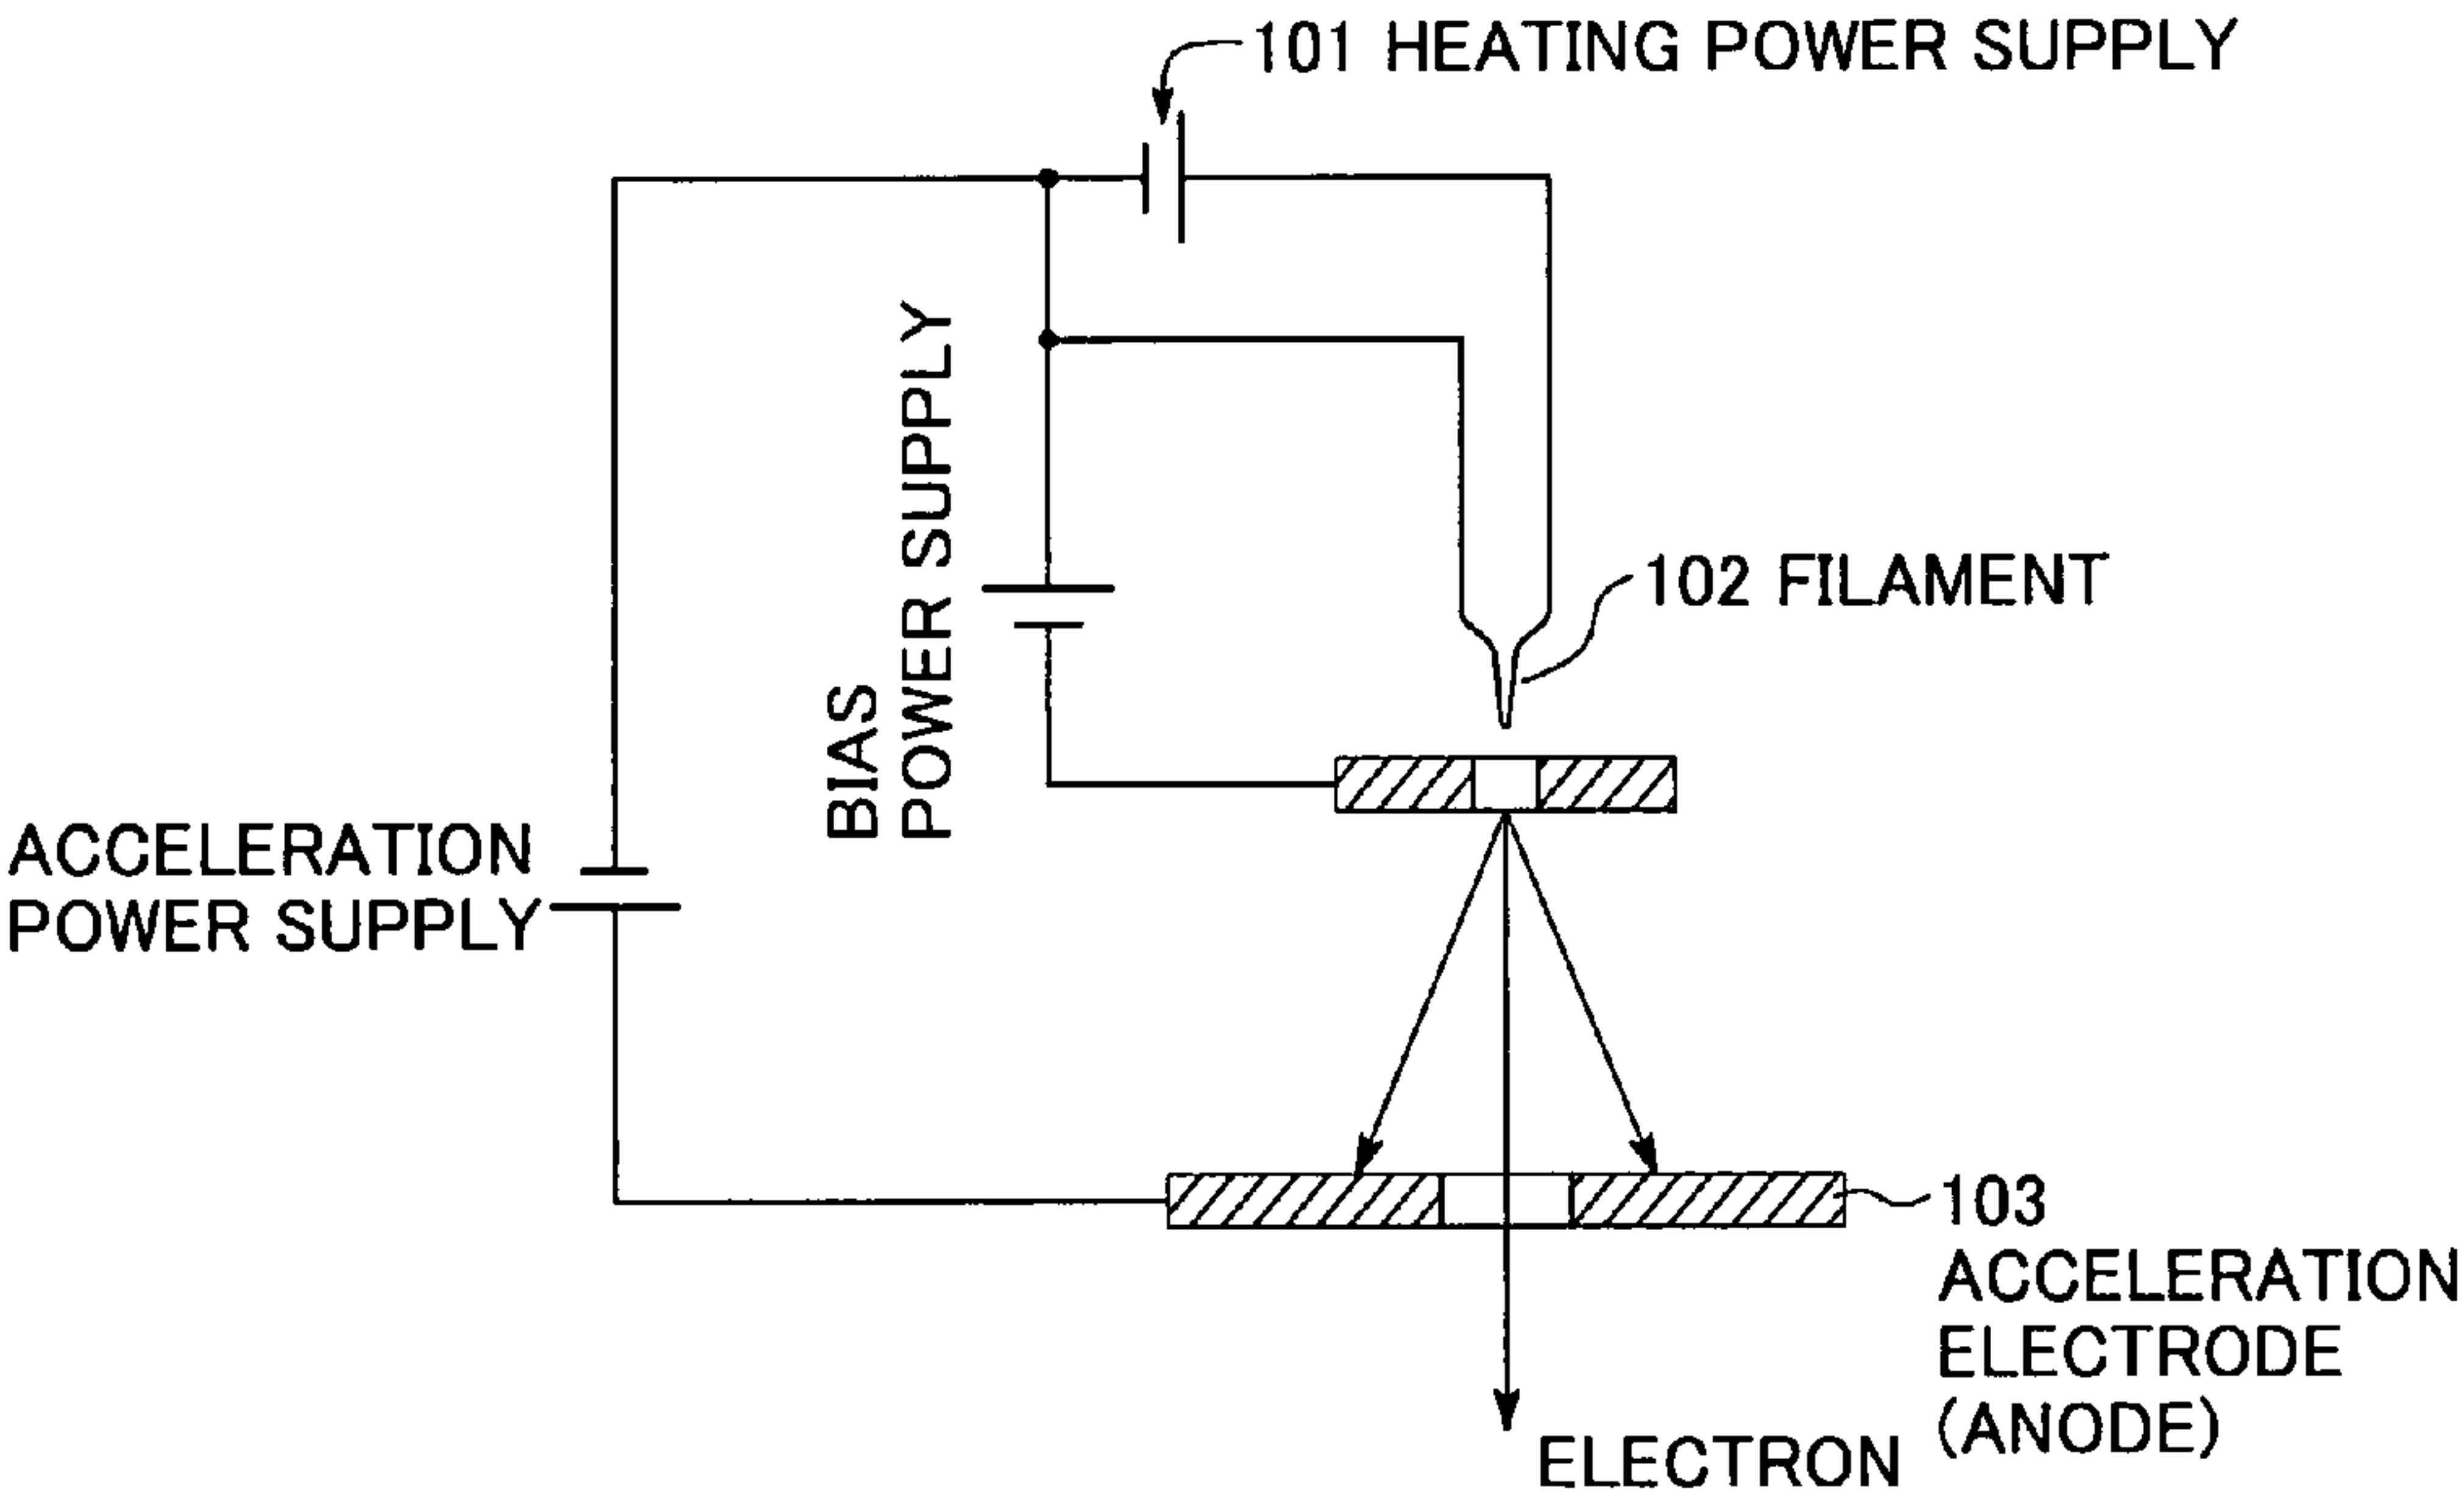 101 HEATING POWER SUPPLY
BIAS
POWER SUPPLY
102 FILAMENT
ACCELERATION
POWER SUPPLY
103
ACCELERATION
ELECTRODE
(ANODE)
ELECTRON